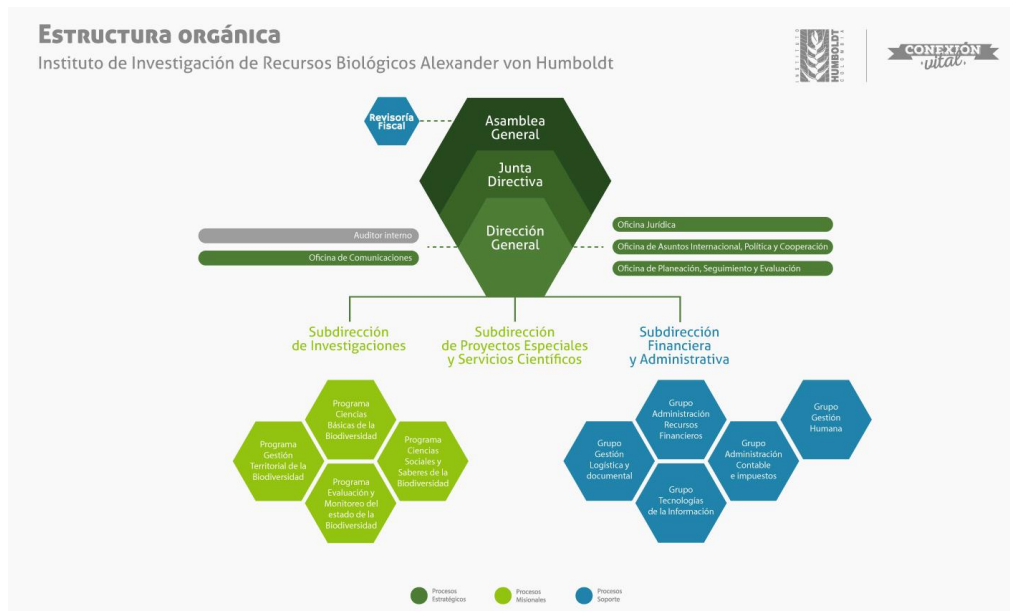 Estructura orgánica
Instituto de Investigación de Recursos Biológicos Alexander von Humboldt
INSTITUTO
HUMBOLDT
COLOMBIA
CONEXIÓN
vital
Revisoría
Fiscal
Asamblea
General
Junta
Directiva
Dirección
General
Auditor Interno
Oficina de Comunicaciones
Oficina Jurídica
Oficina de Asuntos Internacional, Política y Cooperación
Oficina de Planeación, Seguimiento y Evaluación
Subdirección
de Investigaciones
Subdirección
de Proyectos Especiales
y Servicios Científicos
Subdirección
Financiera
y Administrativa
Programa
Ciencias
Básicas de la
Biodiversidad
Programa
Gestión
Territorial de la
Biodiversidad
Programa
Ciencias
Sociales y
Saberes de la
Biodiversidad
Programa
Evaluación y
Monitoreo del
estado de la
Biodiversidad
Grupo
Administración
Recursos
Financieros
Grupo
Gestión
Humana
Grupo
Gestión
Logística y
documental
Grupo
Administración
Contable
e impuestos
Grupo
Tecnologías
de la Información
Procesos
Estratégicos
Procesos
Misionales
Procesos
Soporte